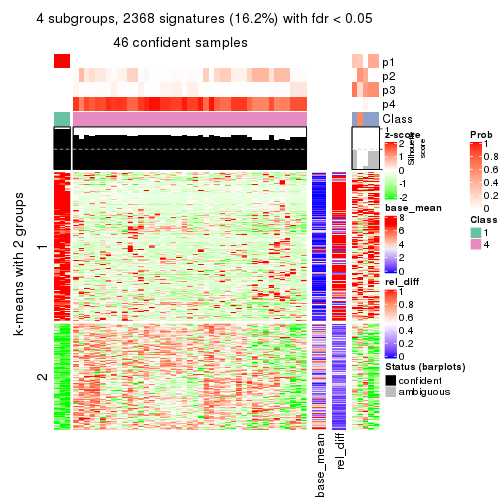 4 subgroups, 2368 signatures (16.2%) with fdr < 0.05
46 confident samples
p1
p2
p3
p4
Class
1
Silhouette
score
z-score
2
1
0
-1
-2
base_mean
8
6
4
2
0
rel_diff
1
0.8
0.6
0.4
0.2
0
Status (barplots)
confident
ambiguous
Prob
1
0.8
0.6
0.4
0.2
0
Class
1
4
k-means with 2 groups
1
2
base_mean
rel_diff